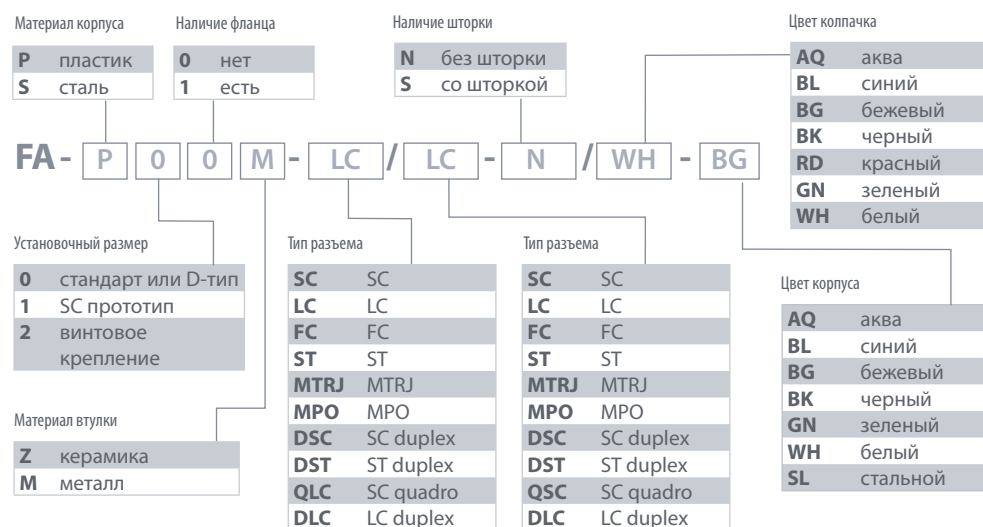 Материал корпуса
P пластик
S сталь
Наличие фланца
0 нет
1 есть
Наличие шторки
N без шторки
S со шторкой
Цвет колпачка
AQ аква
BL синий
BG бежевый
BK черный
RD красный
GN зеленый
WH белый
FA - P 0 0 M - LC / LC - N / WH - BG
Установочный размер
0 стандарт или D-тип
1 SC прототип
2 винтовое
крепление
Материал втулки
Z керамика
M металл
Тип разъема
SC SC
LC LC
FC FC
ST ST
MTRJ MTRJ
MPO MPO
DSC SC duplex
DST ST duplex
QLC SC quadro
DLC LC duplex
Тип разъема
SC SC
LC LC
FC FC
ST ST
MTRJ MTRJ
MPO MPO
DSC SC duplex
DST ST duplex
QSC SC quadro
DLC LC duplex
Цвет корпуса
AQ аква
BL синий
BG бежевый
BK черный
GN зеленый
WH белый
SL стальной